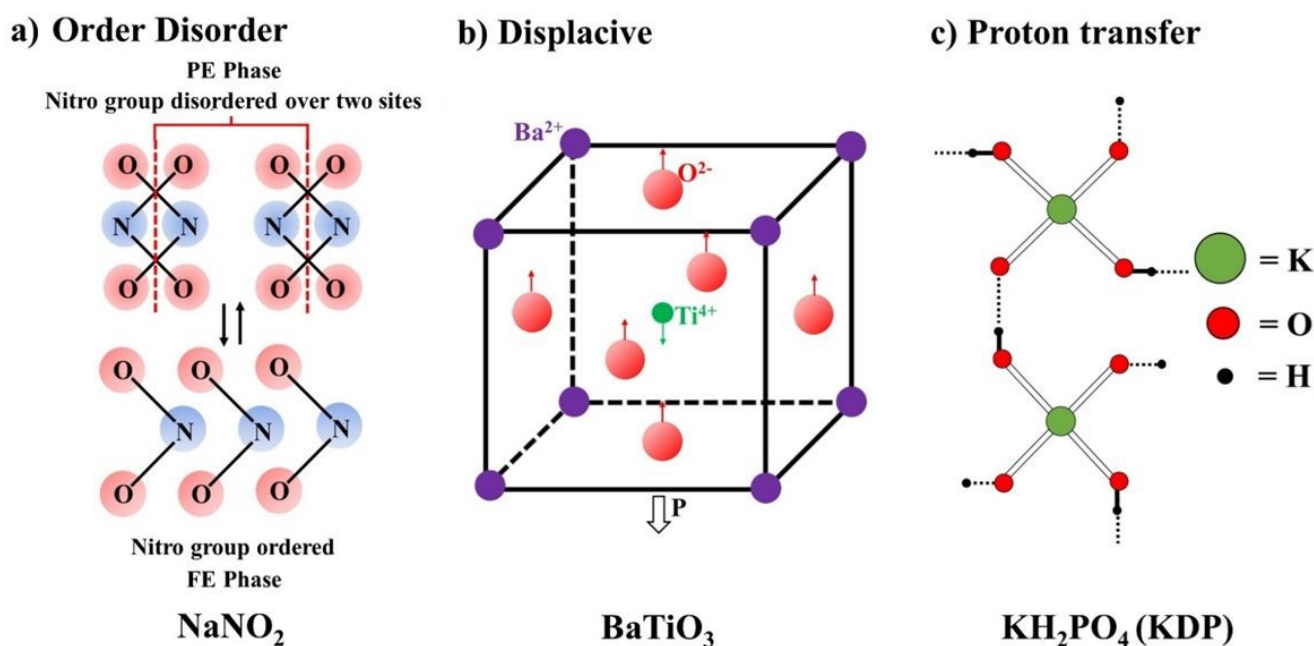 a) Order Disorder
PE Phase
Nitro group disordered over two sites
O O O O
N N N N
O O O O
O O O
N N N
O O O
Nitro group ordered
FE Phase
NaNO₂
b) Displacive
Ba²⁺
O²⁻
Ti⁴⁺
P
BaTiO₃
c) Proton transfer
= K
= O
= H
KH₂PO₄ (KDP)